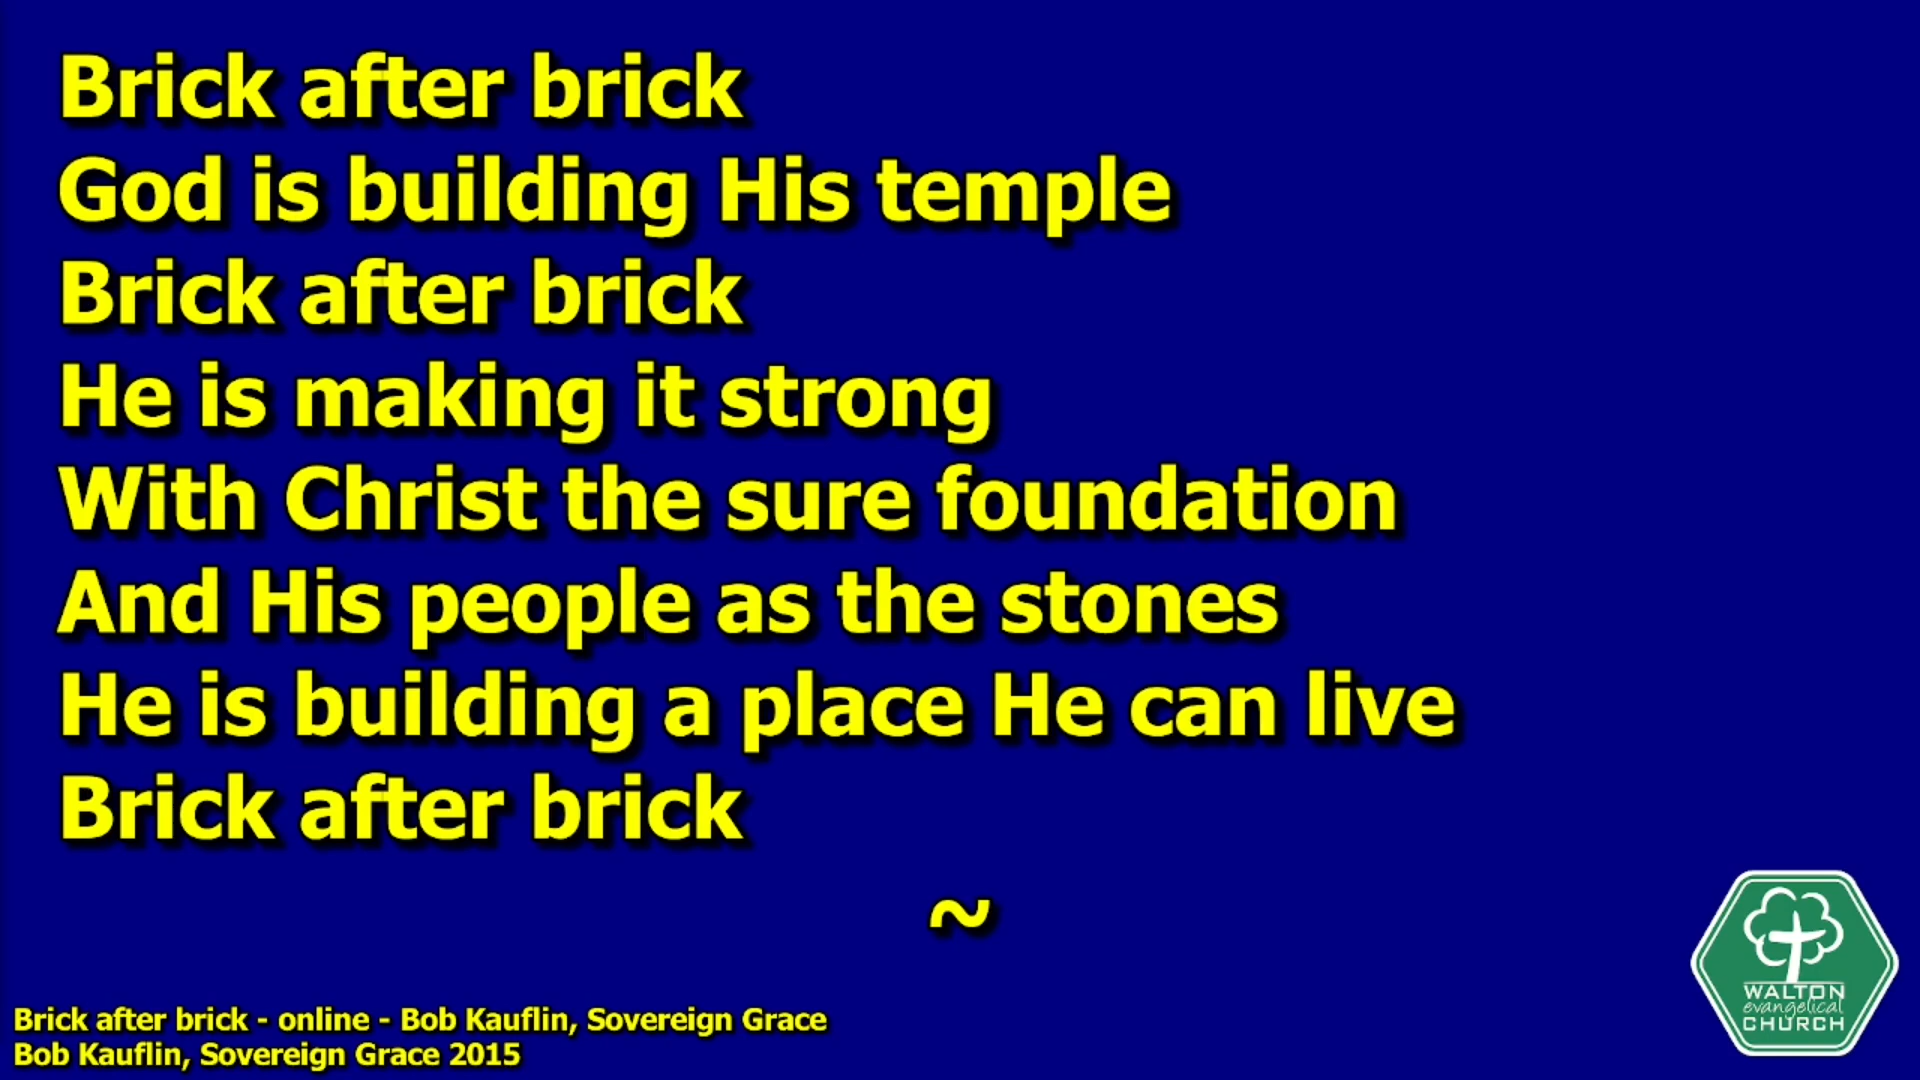 Brick after brick
God is building His temple
Brick after brick
He is making it strong
With Christ the sure foundation
And His people as the stones
He is building a place He can live
Brick after brick
~
Brick after brick - online - Bob Kauflin, Sovereign Grace
Bob Kauflin, Sovereign Grace 2015
WALTON
evangelical
CHURCH